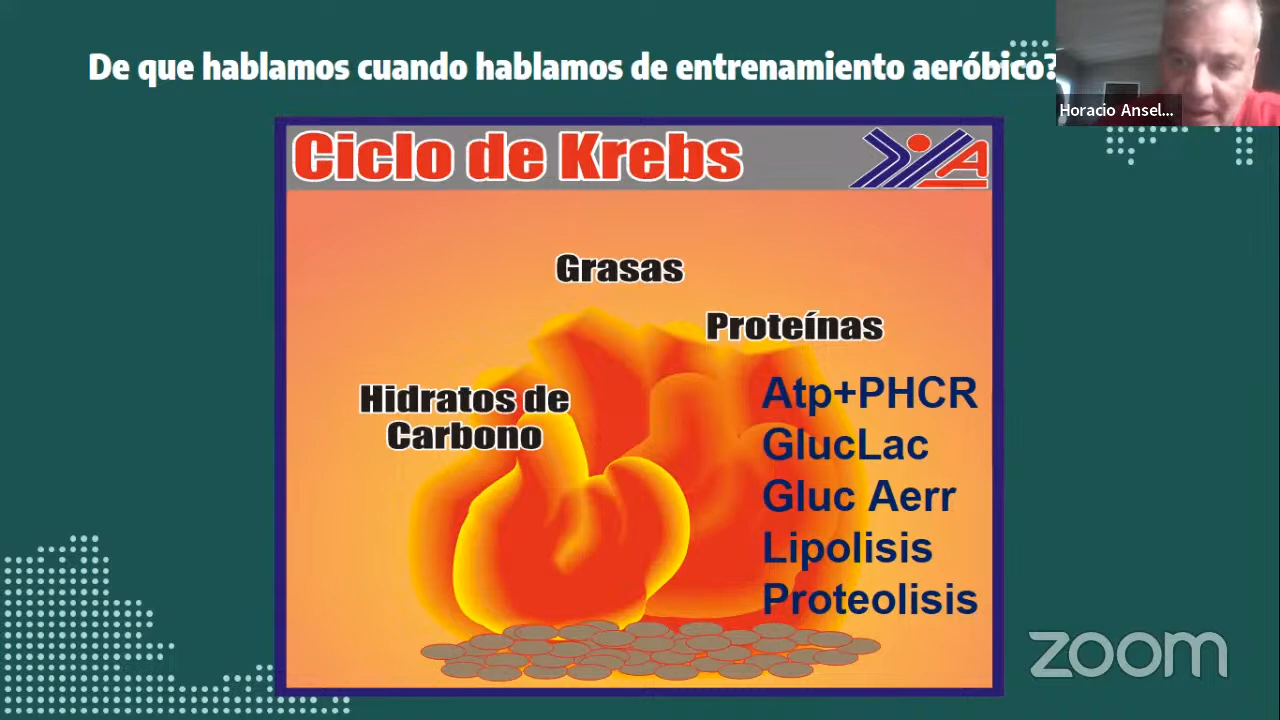 De que hablamos cuando hablamos de entrenamiento aeróbico?
Horacio Ansel...
Ciclo de Krebs
Grasas
Proteínas
Hidratos de
Carbono
Atp+PHCR
GlucLac
Gluc Aerr
Lipolisis
Proteolisis
zoom